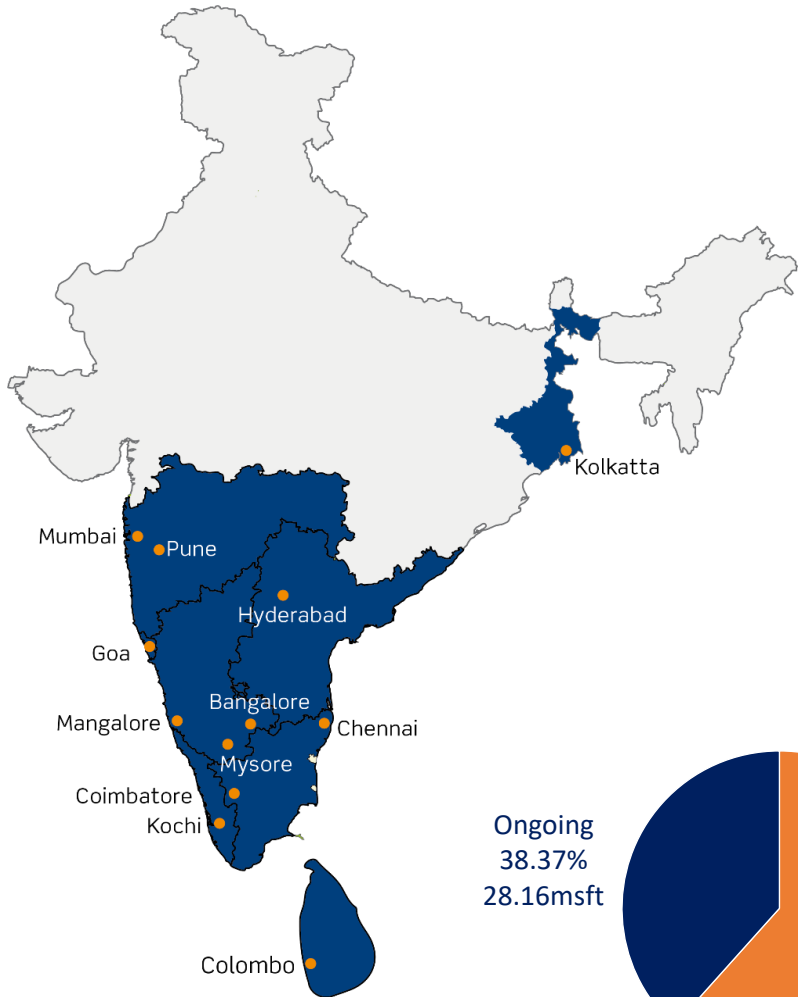 Kolkatta
Mumbai
Pune
Hyderabad
Goa
Bangalore
Mangalore
Chennai
Mysore
Coimbatore
Kochi
Ongoing
38.37%
28.16msft
Colombo